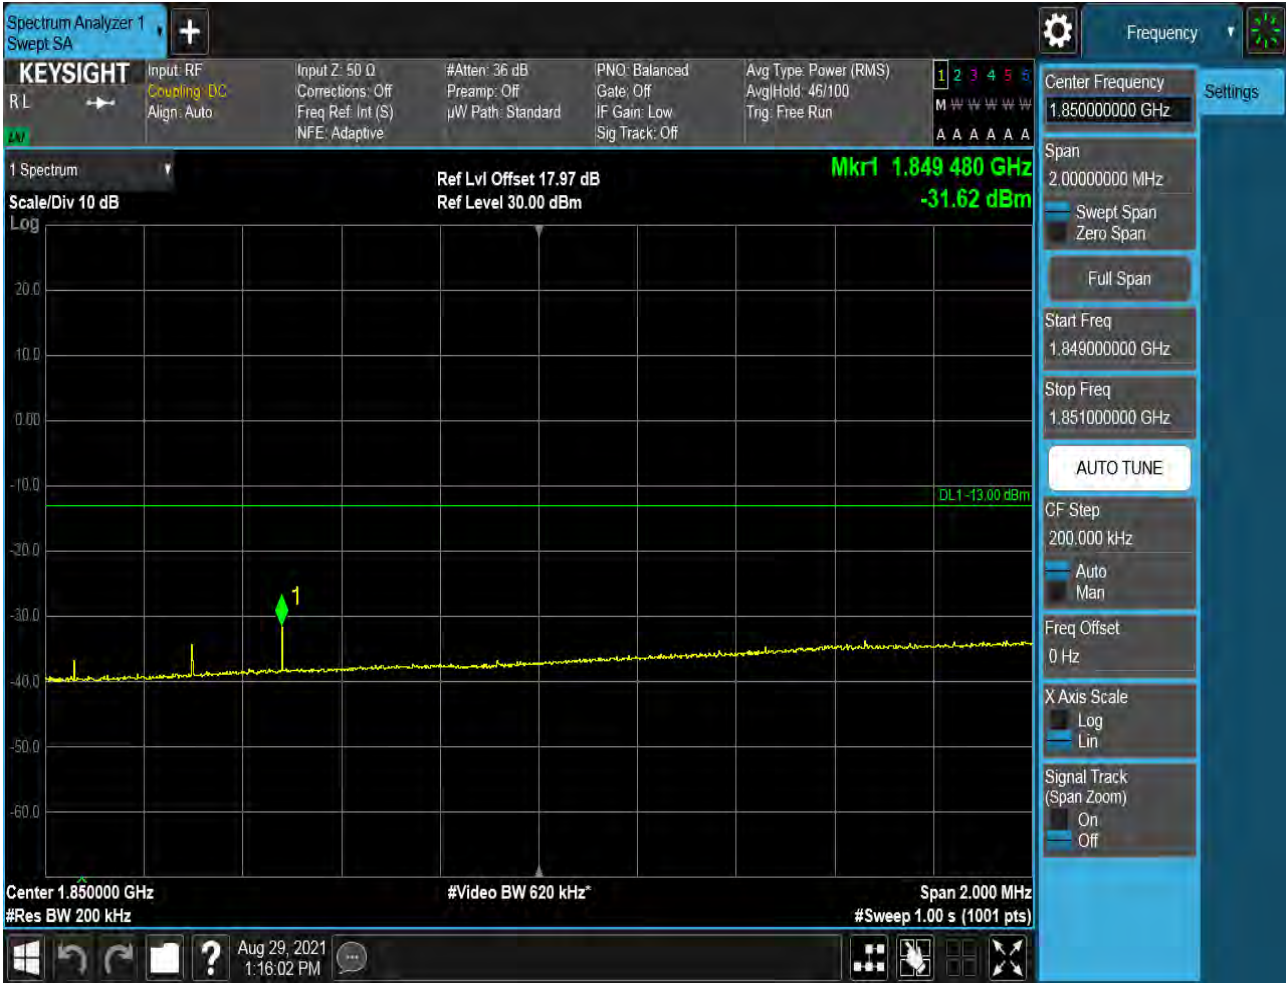 Spectrum Analyzer 1
Swept SA
+
Frequency
KEYSIGHT
R L
LNI
Input: RF
Coupling: DC
Align: Auto
Input Z: 50 Ω
Corrections: Off
Freq Ref: Int (S)
NFE: Adaptive
#Atten: 36 dB
Preamp: Off
µW Path: Standard
PNO: Balanced
Gate: Off
IF Gain: Low
Sig Track: Off
Avg Type: Power (RMS)
Avg|Hold: 46/100
Trig: Free Run
1 2 3 4 5 6
M W W W W W
A A A A A A
1 Spectrum
Scale/Div 10 dB
Log
Ref Lvl Offset 17.97 dB
Ref Level 30.00 dBm
Mkr1 1.849 480 GHz
-31.62 dBm
20.0
10.0
0.00
-10.0
DL1 -13.00 dBm
-20.0
1
-30.0
-40.0
-50.0
-60.0
Center 1.850000 GHz
#Res BW 200 kHz
#Video BW 620 kHz*
Span 2.000 MHz
#Sweep 1.00 s (1001 pts)
?
Aug 29, 2021
1:16:02 PM
Center Frequency
1.850000000 GHz
Settings
Span
2.00000000 MHz
Swept Span
Zero Span
Full Span
Start Freq
1.849000000 GHz
Stop Freq
1.851000000 GHz
AUTO TUNE
CF Step
200.000 kHz
Auto
Man
Freq Offset
0 Hz
X Axis Scale
Log
Lin
Signal Track
(Span Zoom)
On
Off